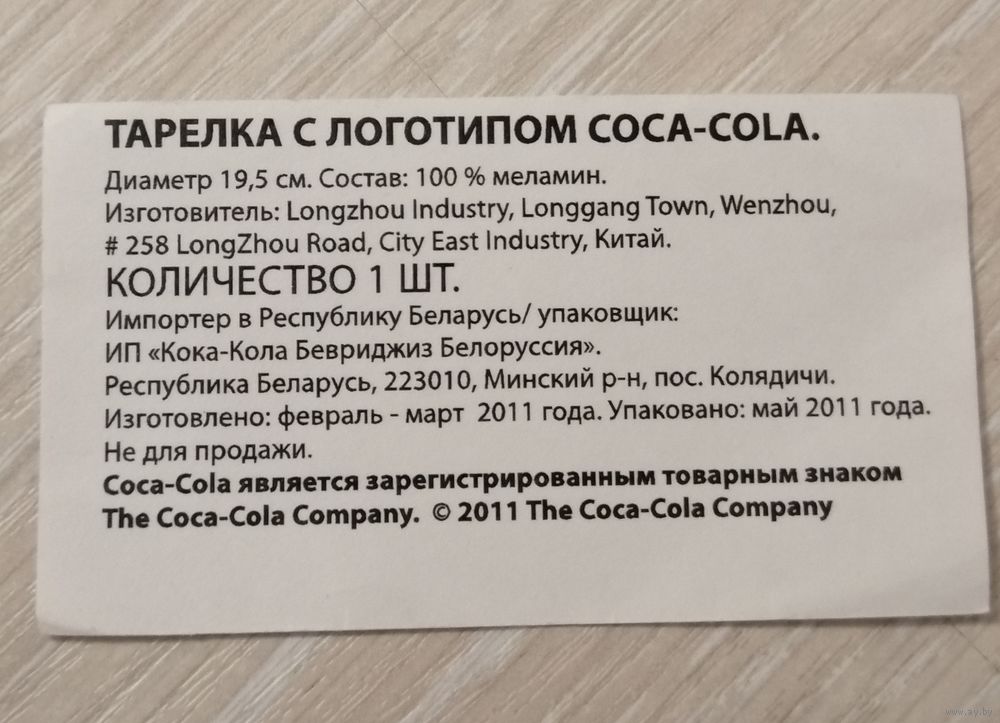 ТАРЕЛКА С ЛОГОТИПОМ COCA-COLA.
Диаметр 19,5 см. Состав: 100 % меламин.
Изготовитель: Longzhou Industry, Longgang Town, Wenzhou,
# 258 LongZhou Road, City East Industry, Китай.
КОЛИЧЕСТВО 1 ШТ.
Импортер в Республику Беларусь/ упаковщик:
ИП «Кока-Кола Бевриджиз Белоруссия».
Республика Беларусь, 223010, Минский р-н, пос. Колядичи.
Изготовлено: февраль - март 2011 года. Упаковано: май 2011 года.
Не для продажи.
Coca-Cola является зарегистрированным товарным знаком
The Coca-Cola Company. © 2011 The Coca-Cola Company
www.ay.by